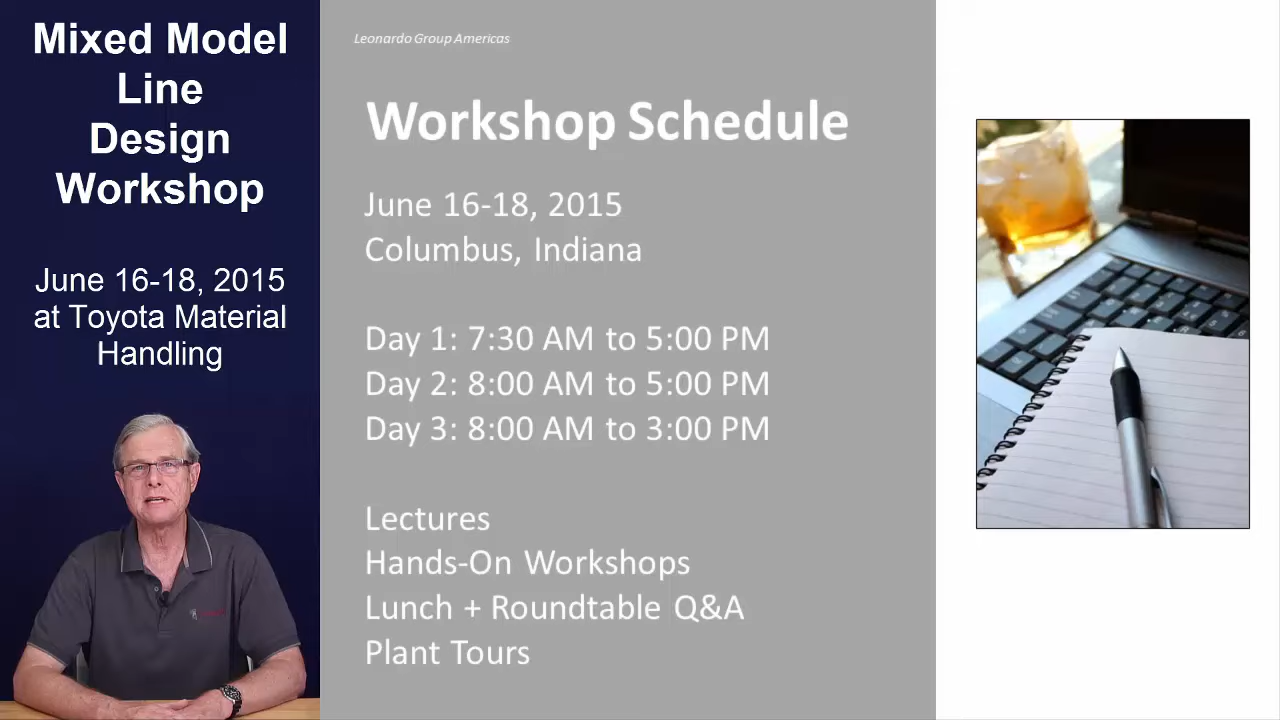 Mixed Model
Line
Design
Workshop
June 16-18, 2015
at Toyota Material
Handling
Leonardo Group Americas
Workshop Schedule
June 16-18, 2015
Columbus, Indiana
Day 1: 7:30 AM to 5:00 PM
Day 2: 8:00 AM to 5:00 PM
Day 3: 8:00 AM to 3:00 PM
Lectures
Hands-On Workshops
Lunch + Roundtable Q&A
Plant Tours